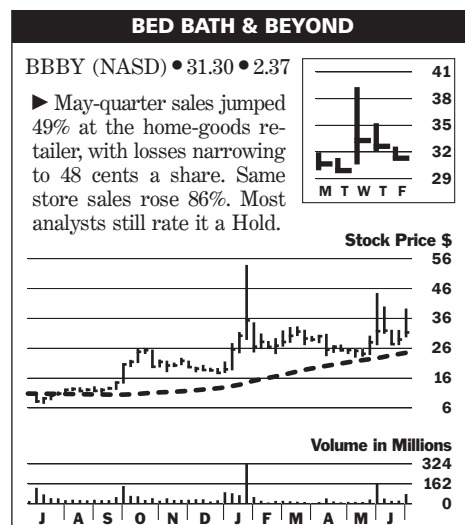 BED BATH & BEYOND
BBBY (NASD) ● 31.30 ● 2.37
► May-quarter sales jumped
49% at the home-goods re-
tailer, with losses narrowing
to 48 cents a share. Same
store sales rose 86%. Most
analysts still rate it a Hold.
41
38
35
32
29
M T W T F
Stock Price $
56
46
36
26
16
6
Volume in Millions
324
162
0
J A S O N D J F M A M J